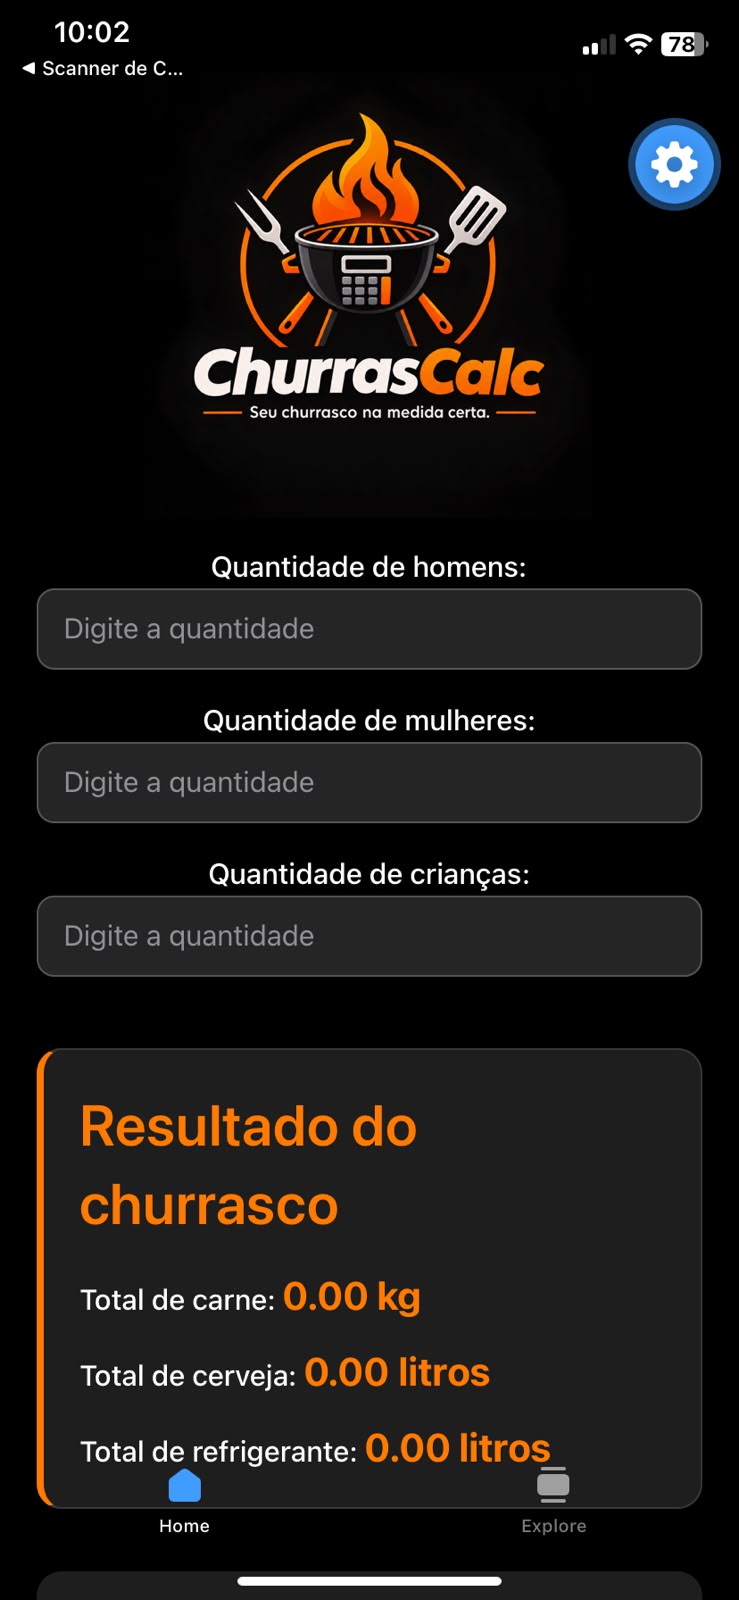 10:02
78
◀ Scanner de C...
ChurrasCalc
Seu churrasco na medida certa.
Quantidade de homens:
Digite a quantidade
Quantidade de mulheres:
Digite a quantidade
Quantidade de crianças:
Digite a quantidade
Resultado do
churrasco
Total de carne: 0.00 kg
Total de cerveja: 0.00 litros
Total de refrigerante: 0.00 litros
Home
Explore